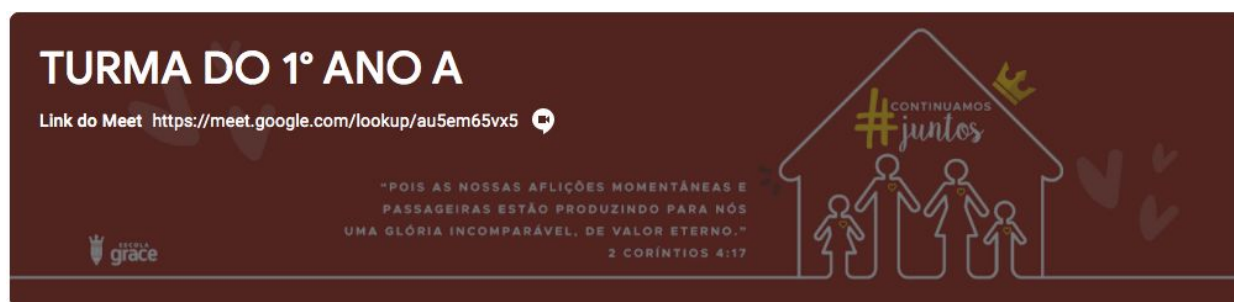 TURMA DO 1° ANO A
Link do Meet https://meet.google.com/lookup/au5em65vx5
#CONTINUAMOS
juntos
"POIS AS NOSSAS AFLIÇÕES MOMENTÂNEAS E
PASSAGEIRAS ESTÃO PRODUZINDO PARA NÓS
UMA GLÓRIA INCOMPARÁVEL, DE VALOR ETERNO."
2 CORÍNTIOS 4:17
ESCOLA
grace